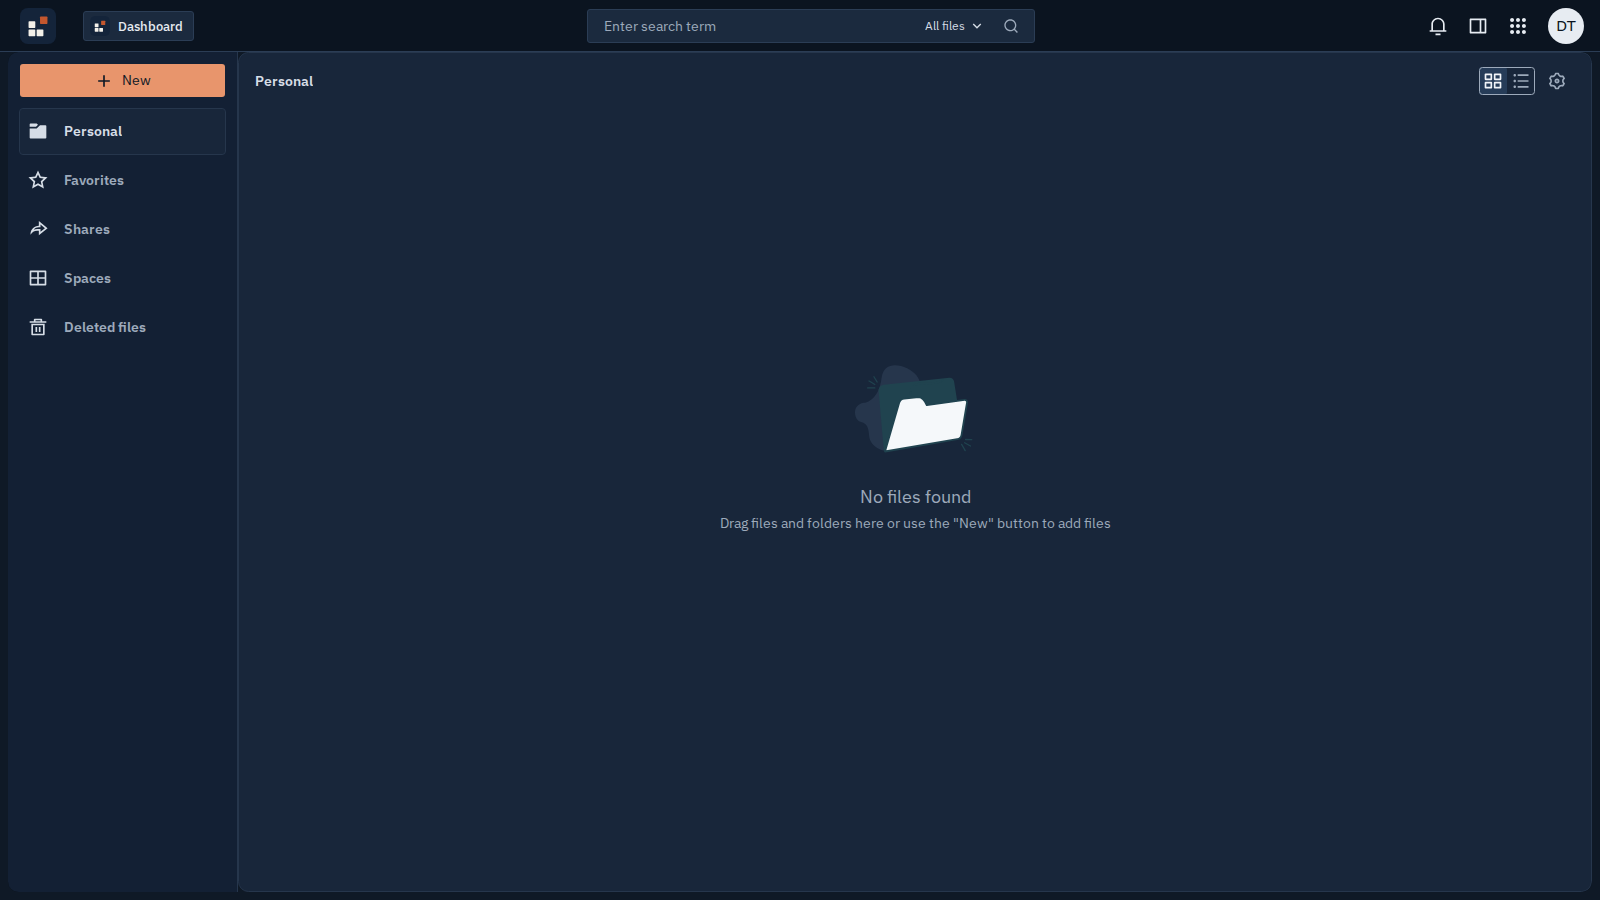 Dashboard
Enter search term
All files
DT
New
Personal
Favorites
Shares
Spaces
Deleted files
Personal
No files found
Drag files and folders here or use the "New" button to add files